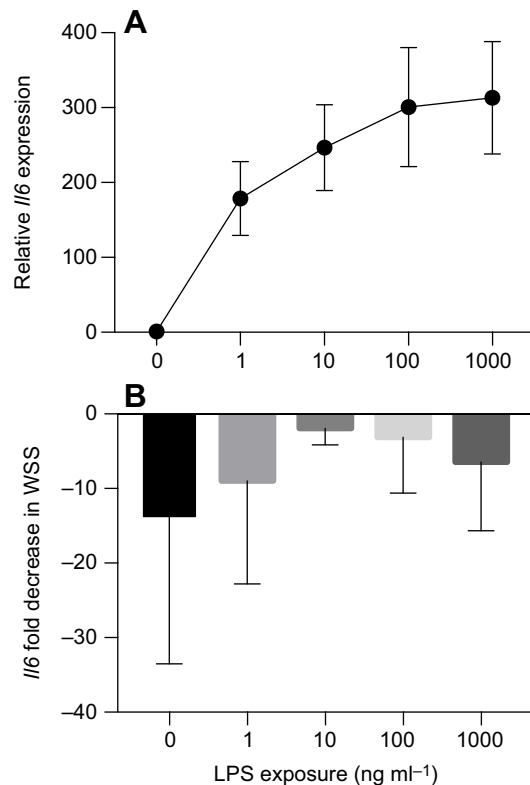 A
400
300
200
100
0
Relative Il6 expression
0 1 10 100 1000
B
0
–10
–20
–30
–40
Il6 fold decrease in WSS
0 1 10 100 1000
LPS exposure (ng ml–1)